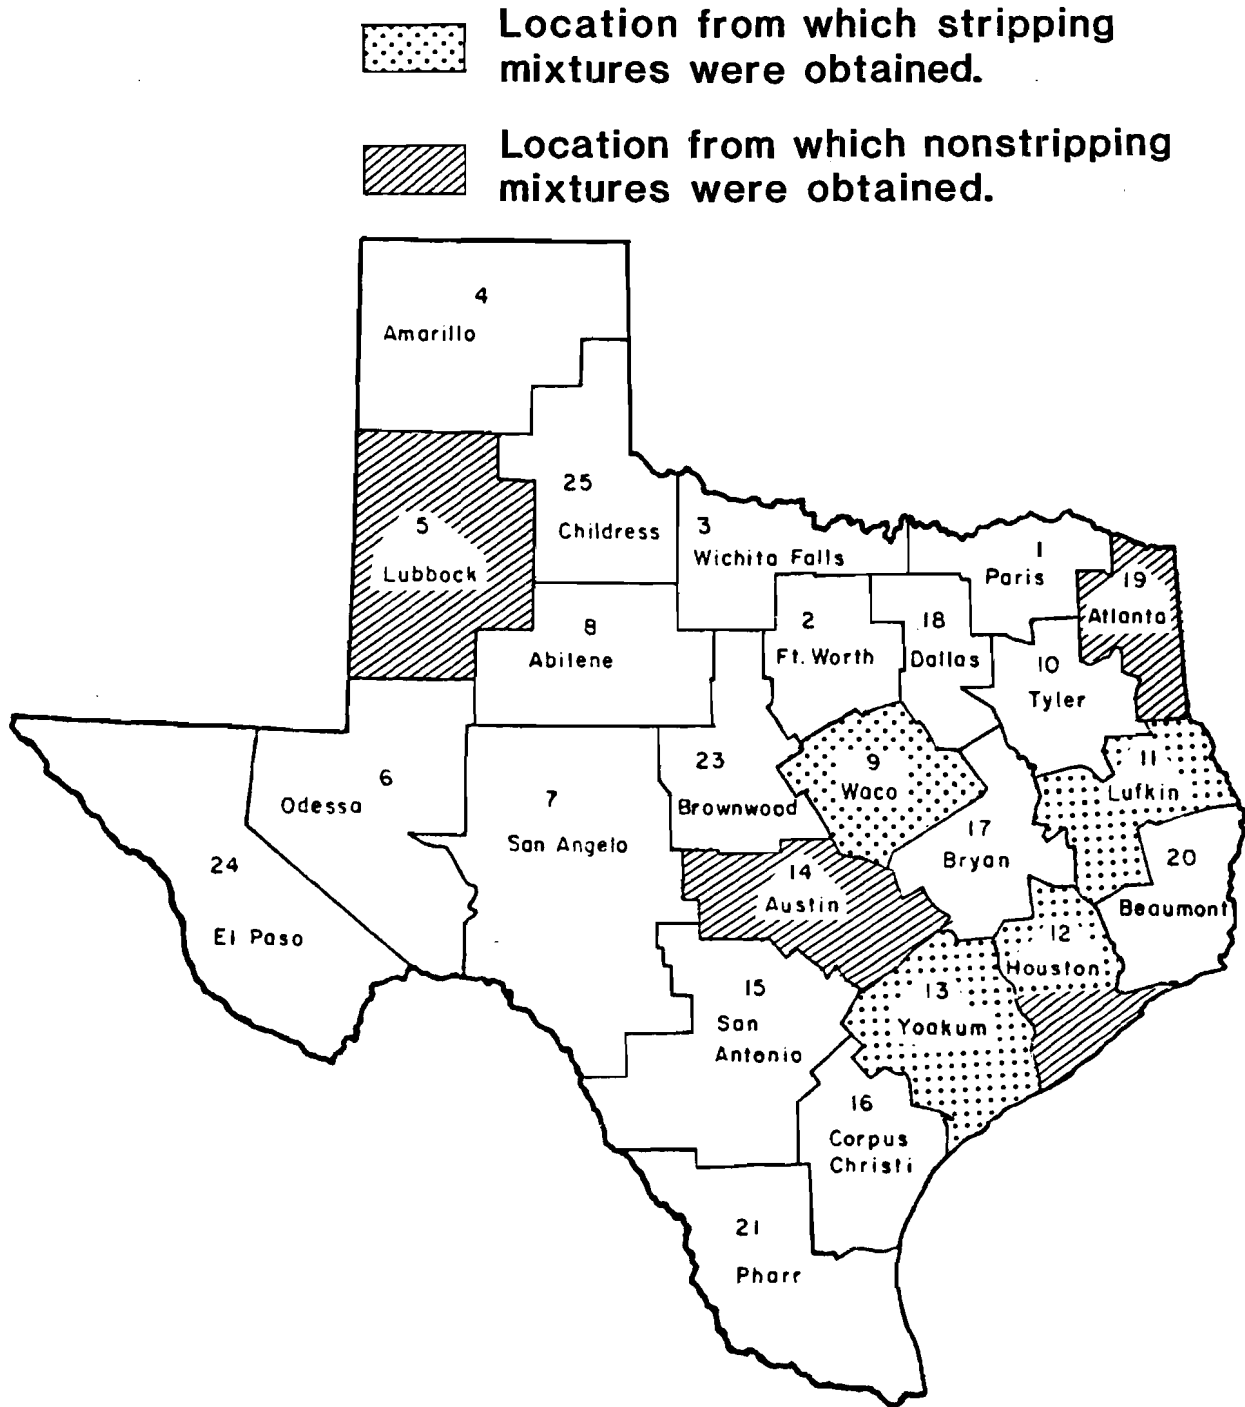 Location from which stripping
mixtures were obtained.
Location from which nonstripping
mixtures were obtained.
4
Amarillo
25
Childress
5
Lubbock
3
Wichita Falls
1
Paris
19
Atlanta
8
Abilene
2
Ft. Worth
18
Dallas
10
Tyler
11
Lufkin
9
Waco
23
Brownwood
6
Odessa
7
San Angelo
17
Bryan
20
Beaumont
24
El Paso
14
Austin
12
Houston
13
Yoakum
15
San
Antonio
16
Corpus
Christi
21
Pharr